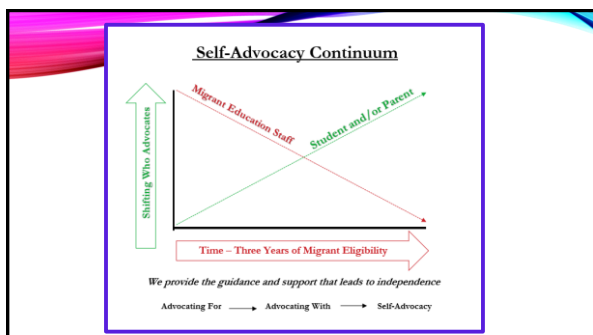 Self-Advocacy Continuum
Migrant Education Staff
Student and/or Parent
Shifting Who Advocates
Time – Three Years of Migrant Eligibility
We provide the guidance and support that leads to independence
Advocating For Advocating With Self-Advocacy